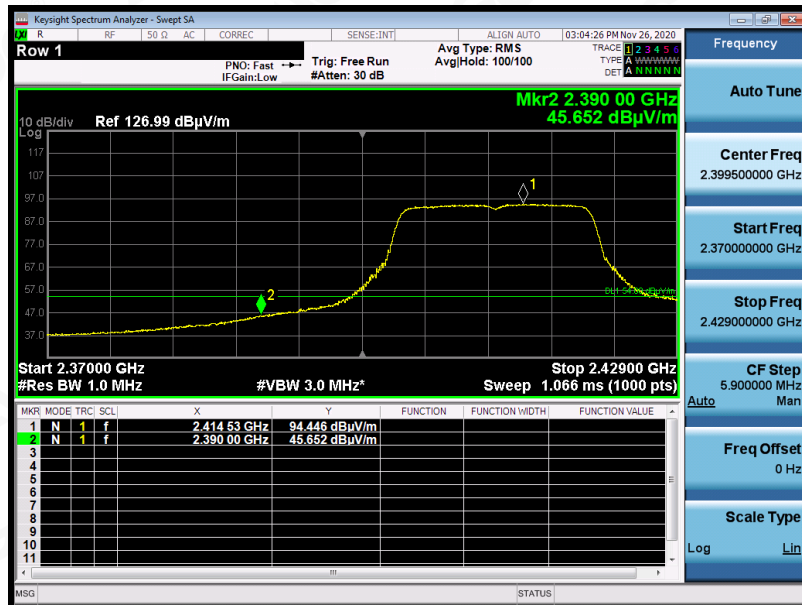 Keysight Spectrum Analyzer - Swept SA
LXI R RF 50 Ω AC CORREC SENSE:INT ALIGN AUTO 03:04:26 PM Nov 26, 2020
Row 1
PNO: Fast
IFGain:Low
Trig: Free Run
#Atten: 30 dB
Avg Type: RMS
Avg|Hold: 100/100
TRACE 1 2 3 4 5 6
TYPE A WWWWW
DET A N N N N N
Mkr2 2.390 00 GHz
45.652 dBµV/m
10 dB/div Ref 126.99 dBµV/m
Log
117
107
97.0
87.0
77.0
67.0
57.0
47.0
37.0
1
2
Start 2.37000 GHz Stop 2.42900 GHz
#Res BW 1.0 MHz #VBW 3.0 MHz* Sweep 1.066 ms (1000 pts)
MKR MODE TRC SCL X Y FUNCTION FUNCTION WIDTH FUNCTION VALUE
1 N 1 f 2.414 53 GHz 94.446 dBµV/m
2 N 1 f 2.390 00 GHz 45.652 dBµV/m
3
4
5
6
7
8
9
10
11
MSG STATUS
Frequency
Auto Tune
Center Freq
2.399500000 GHz
Start Freq
2.370000000 GHz
Stop Freq
2.429000000 GHz
CF Step
5.900000 MHz
Auto Man
Freq Offset
0 Hz
Scale Type
Log Lin